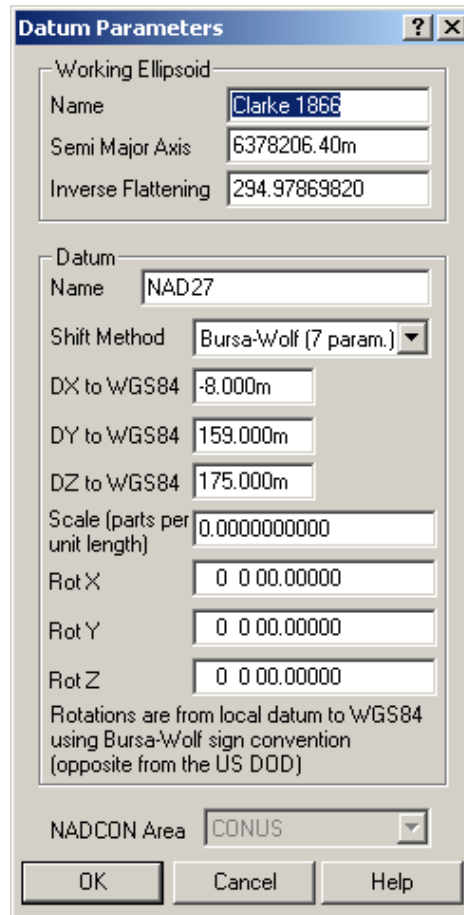 Datum Parameters
Working Ellipsoid
Name Clarke 1866
Semi Major Axis 6378206.40m
Inverse Flattening 294.97869820
Datum
Name NAD27
Shift Method Bursa-Wolf (7 param.)
DX to WGS84 -8.000m
DY to WGS84 159.000m
DZ to WGS84 175.000m
Scale (parts per
unit length) 0.0000000000
Rot X 0 0 00.00000
Rot Y 0 0 00.00000
Rot Z 0 0 00.00000
Rotations are from local datum to WGS84
using Bursa-Wolf sign convention
(opposite from the US DOD)
NADCON Area CONUS
OK Cancel Help